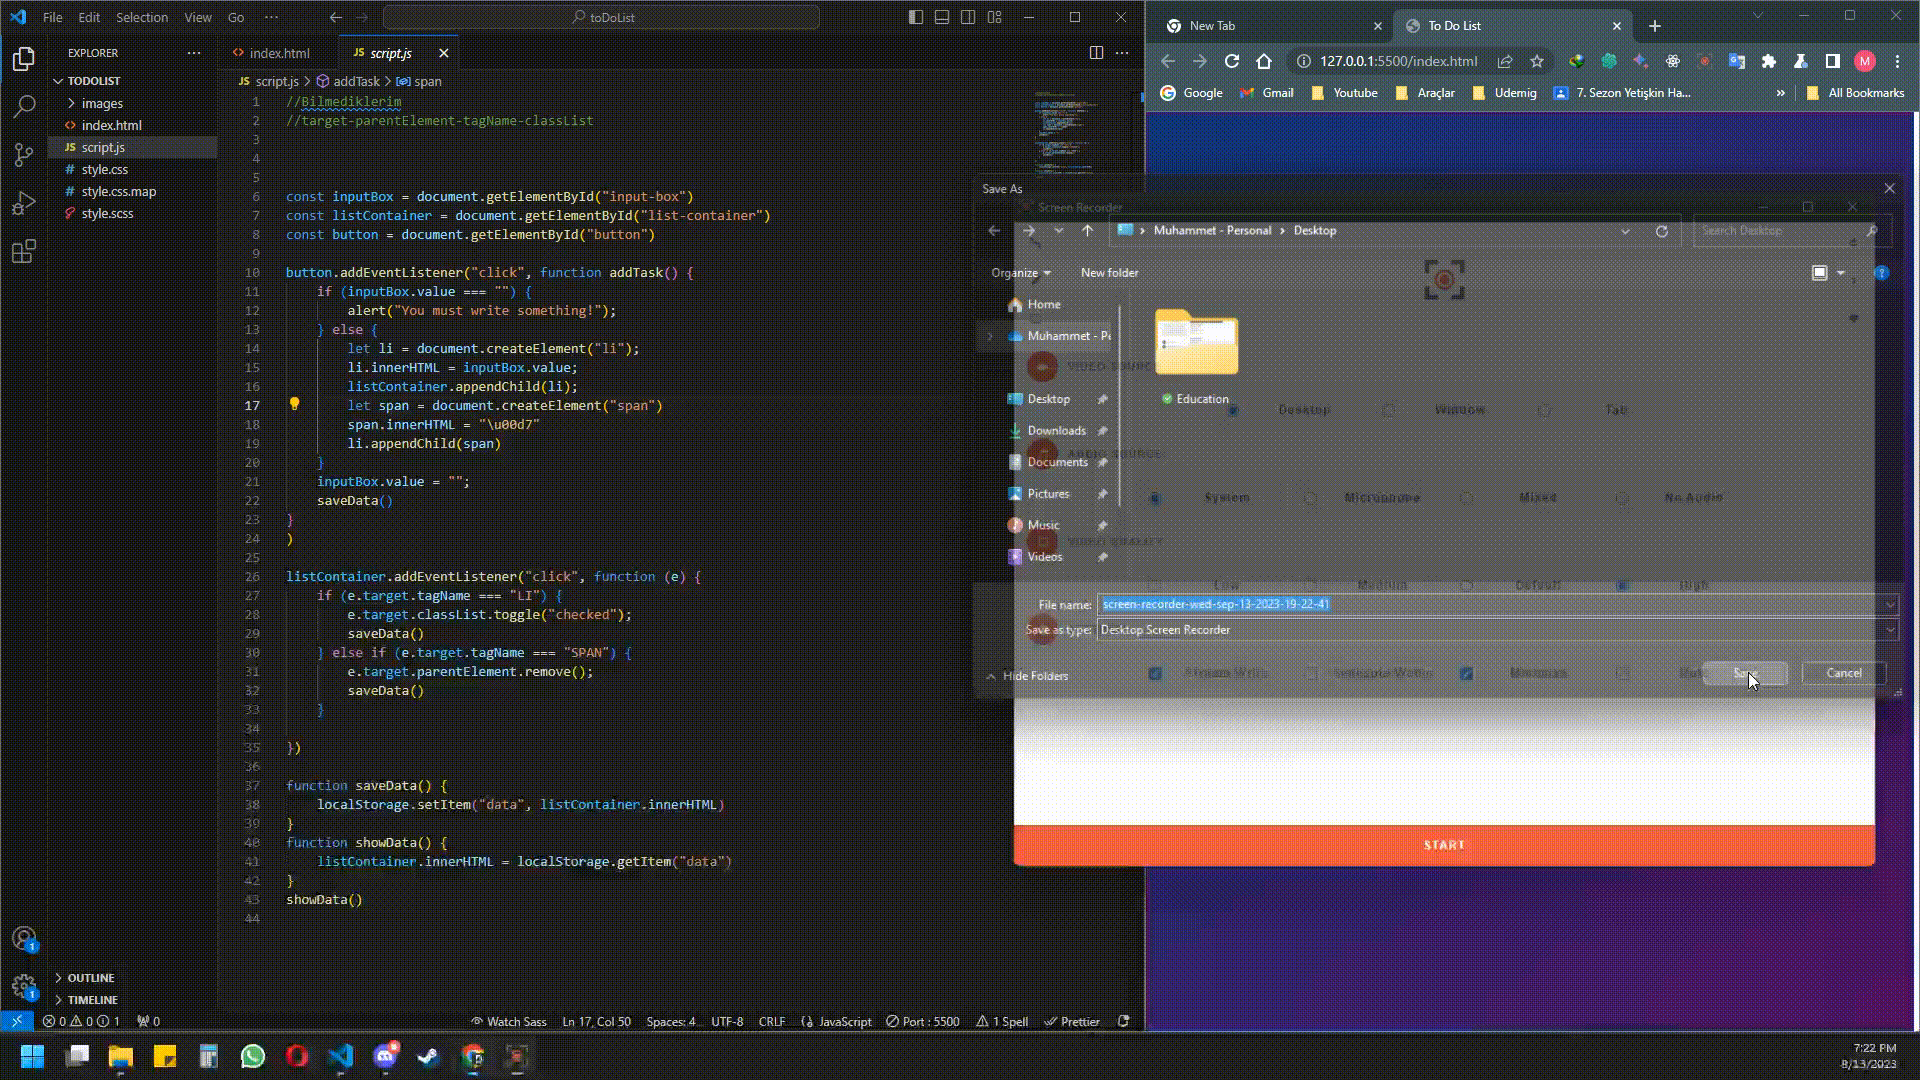 File Edit Selection View Go ···
toDoList
EXPLORER
TODOLIST
images
index.html
JS script.js
# style.css
# style.css.map
style.scss
OUTLINE
TIMELINE
index.html
JS script.js
JS script.js > addTask > span
1 //Bilmediklerim
2 //target-parentElement-tagName-classList
3
4
5
6 const inputBox = document.getElementById("input-box")
7 const listContainer = document.getElementById("list-container")
8 const button = document.getElementById("button")
9
10 button.addEventListener("click", function addTask() {
11 if (inputBox.value === "") {
12 alert("You must write something!");
13 } else {
14 let li = document.createElement("li");
15 li.innerHTML = inputBox.value;
16 listContainer.appendChild(li);
17 let span = document.createElement("span")
18 span.innerHTML = "\u00d7"
19 li.appendChild(span)
20 }
21 inputBox.value = "";
22 saveData()
23 }
24 )
25
26 listContainer.addEventListener("click", function (e) {
27 if (e.target.tagName === "LI") {
28 e.target.classList.toggle("checked");
29 saveData()
30 } else if (e.target.tagName === "SPAN") {
31 e.target.parentElement.remove();
32 saveData()
33 }
34
35 })
36
37 function saveData() {
38 localStorage.setItem("data", listContainer.innerHTML)
39 }
40 function showData() {
41 listContainer.innerHTML = localStorage.getItem("data")
42 }
43 showData()
44
New Tab
To Do List
127.0.0.1:5500/index.html
M
Google Gmail Youtube Araçlar Udemig 7. Sezon Yetişkin Ha... » All Bookmarks
Save As
Screen Recorder
Muhammet - Personal > Desktop
Search Desktop
Organize New folder
Home
Muhammet - Pe
Desktop
Downloads
Documents
Pictures
Music
Videos
Education
VIDEO SOURCE
Desktop Window Tab
AUDIO SOURCE
System Microphone Mixed No Audio
VIDEO QUALITY
Low Medium Default High
File name: screen-recorder-wed-sep-13-2023-19-22-41
Save as type: Desktop Screen Recorder
Hide Folders
Minimize
Save Cancel
START
0 0 1 0
Watch Sass Ln 17, Col 50 Spaces: 4 UTF-8 CRLF JavaScript Port : 5500 1 Spell Prettier
1
1
7:22 PM